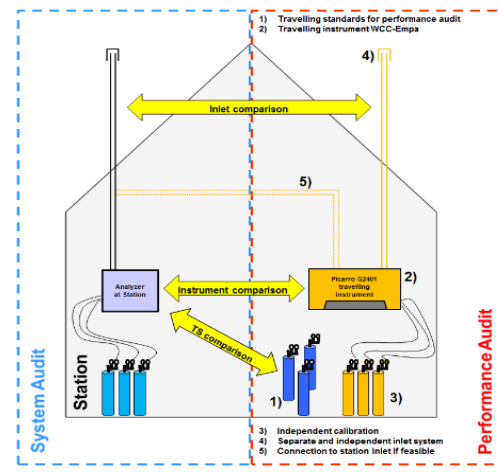 1) Travelling standards for performance audit
2) Travelling instrument WCC-Empa
4)
Inlet comparison
5)
2)
Analyzer
at Station
Instrument comparison
Picarro G2401
travelling
instrument
TS comparison
System Audit
Station
1)
3)
Performance Audit
3) Independent calibration
4) Separate and independent inlet system
5) Connection to station inlet if feasible